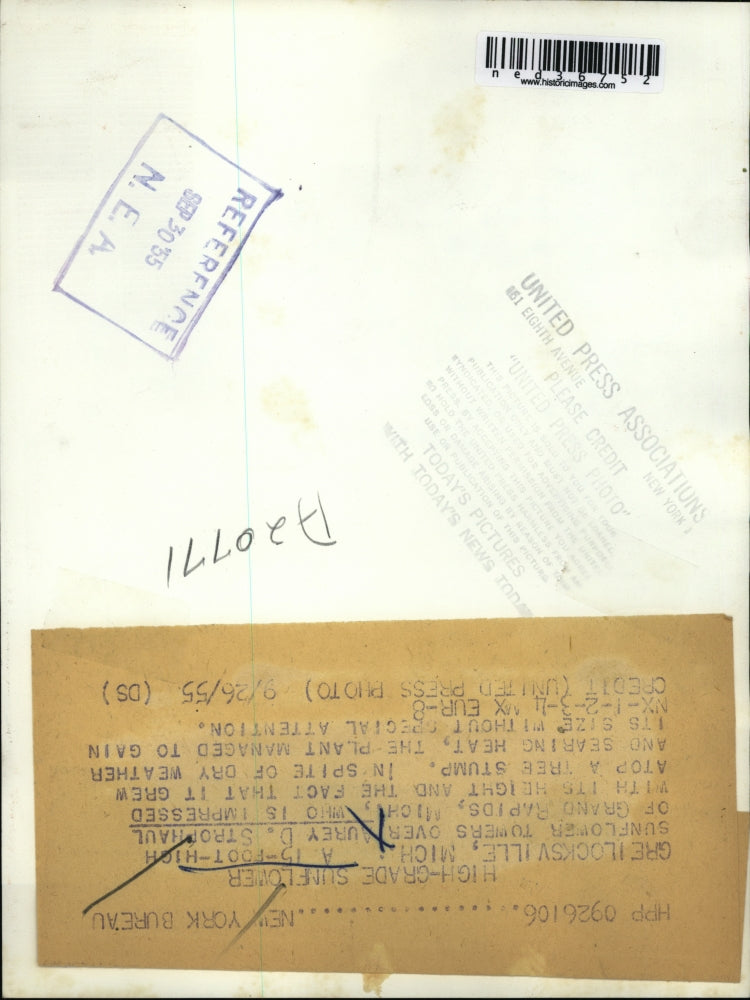 ned36752
www.historicimages.com
REFERENCE
SEP 30 '55
N. E. A.
UNITED PRESS ASSOCIATIONS
461 EIGHTH AVENUE NEW YORK 1
PLEASE CREDIT
"UNITED PRESS PHOTO"
TODAY'S PICTURES
WITH TODAY'S NEWS TODAY
A20771
HPP 0926106..................NEW YORK BUREAU
HIGH-GRADE SUNFLOWER
GREILOCKSVILLE, MICH.: A 15-FOOT-HIGH
SUNFLOWER TOWERS OVER AUREY D. STROPHAUL
OF GRAND RAPIDS, MICH., WHO IS IMPRESSED
WITH ITS HEIGHT AND THE FACT THAT IT GREW
ATOP A TREE STUMP. IN SPITE OF DRY WEATHER
AND SEARING HEAT, THE PLANT MANAGED TO GAIN
ITS SIZE WITHOUT SPECIAL ATTENTION.
NX-1-2-3-4 MX EUR-8
CREDIT (UNITED PRESS PHOTO) 9/26/55 (DS)